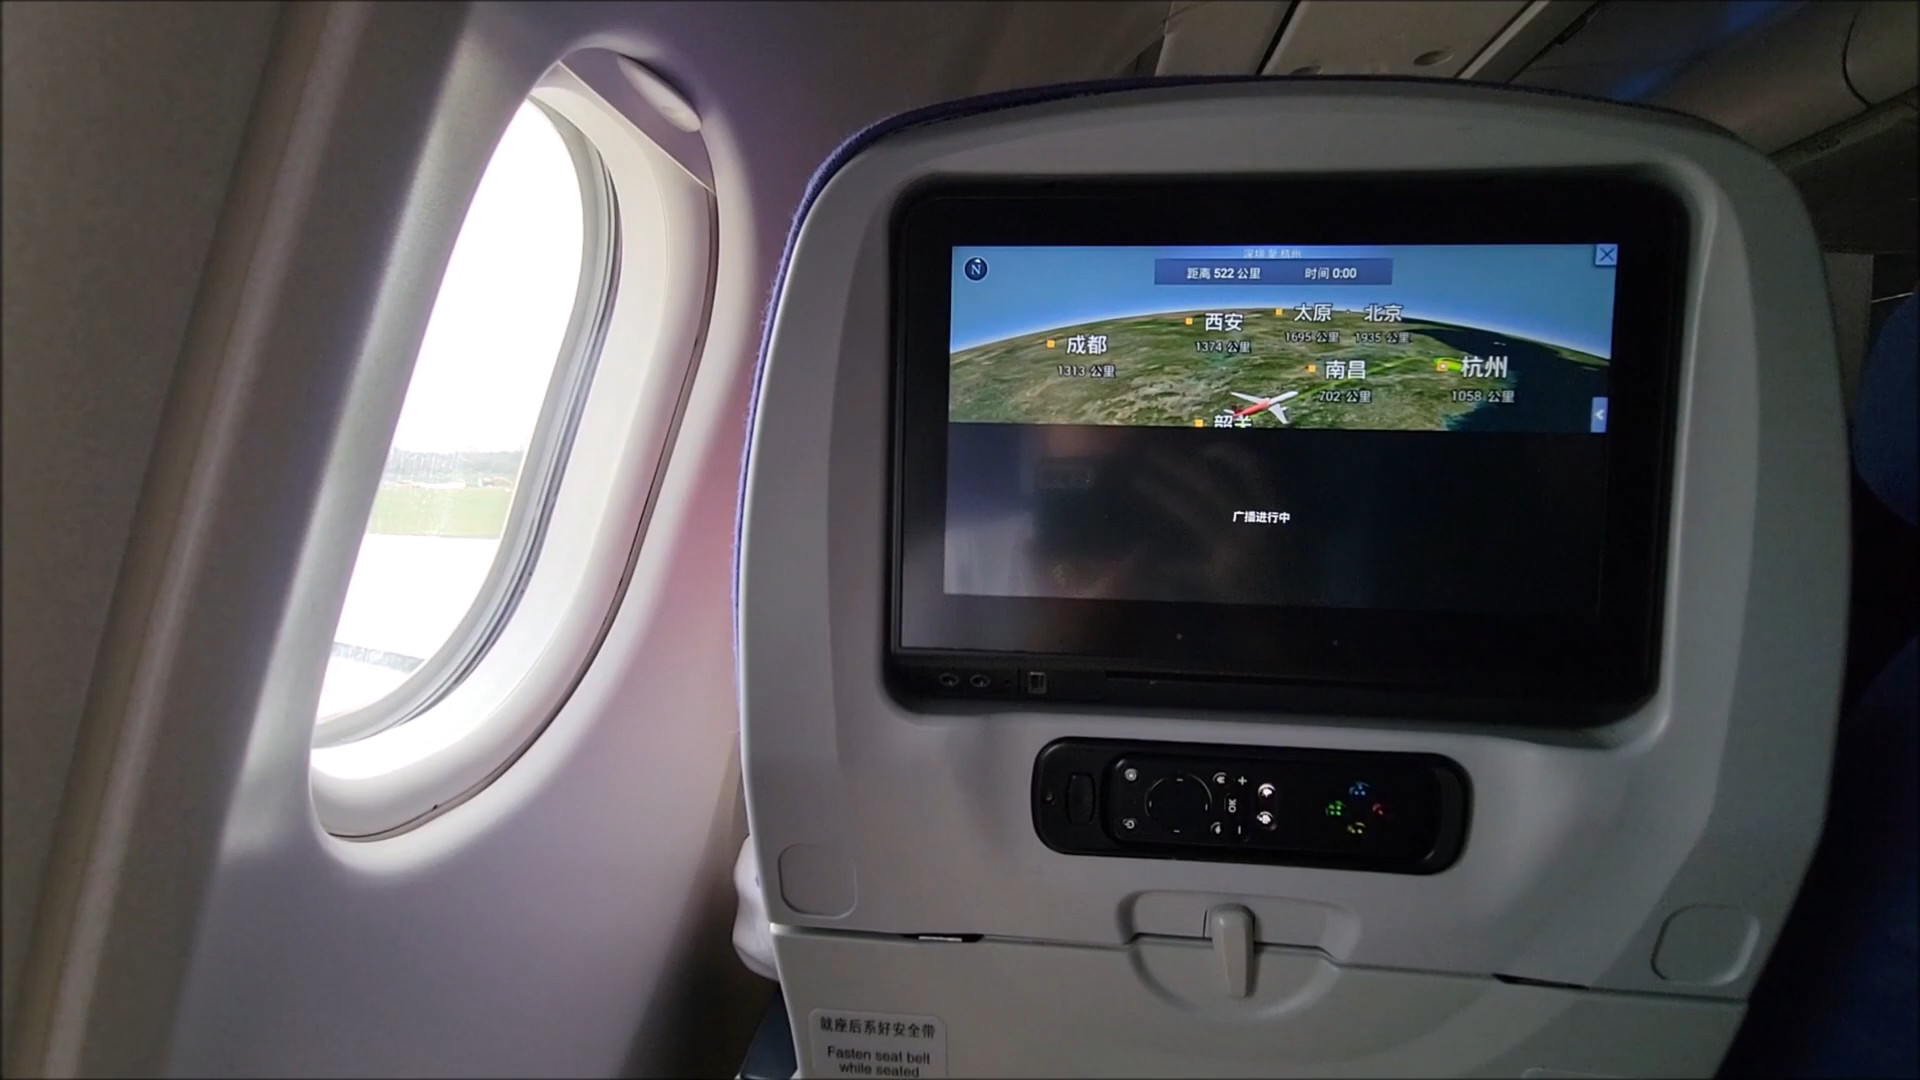 深圳 至 杭州
N
距离 522 公里 时间 0:00
太原
北京
西安
1695 公里
1935 公里
成都
1374 公里
南昌
杭州
1313 公里
702 公里
1058 公里
韶关
广播进行中
OK
就座后系好安全带
Fasten seat belt
while seated